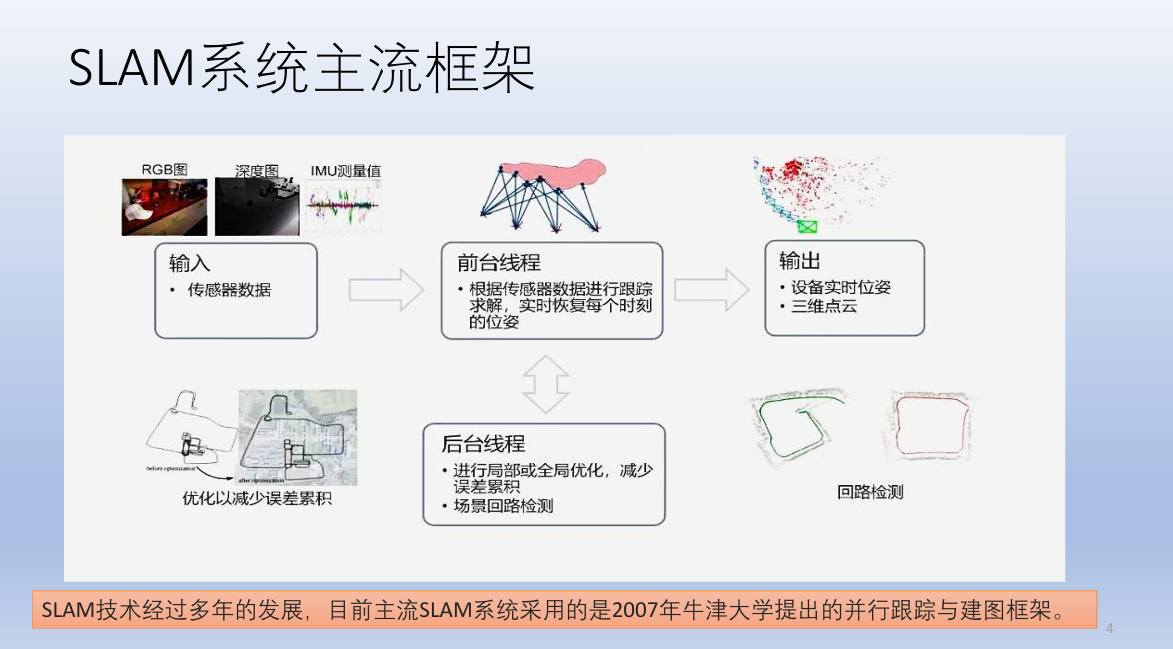 SLAM系统主流框架
RGB图
深度图
IMU测量值
输入
• 传感器数据
前台线程
• 根据传感器数据进行跟踪
求解，实时恢复每个时刻
的位姿
输出
• 设备实时位姿
• 三维点云
before optimization
after optimization
优化以减少误差累积
后台线程
• 进行局部或全局优化，减少
误差累积
• 场景回路检测
回路检测
SLAM技术经过多年的发展，目前主流SLAM系统采用的是2007年牛津大学提出的并行跟踪与建图框架。
4